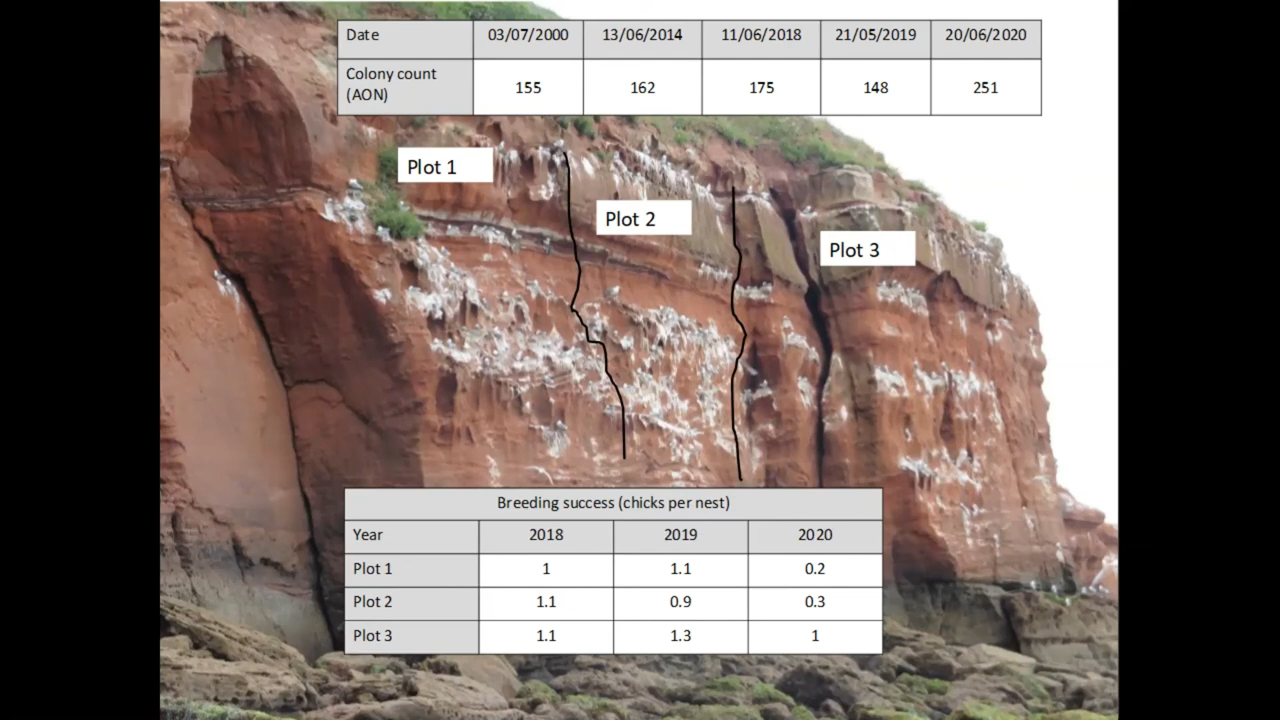 Date 03/07/2000 13/06/2014 11/06/2018 21/05/2019 20/06/2020
Colony count (AON) 155 162 175 148 251
Plot 1
Plot 2
Plot 3
Breeding success (chicks per nest)
Year 2018 2019 2020
Plot 1 1 1.1 0.2
Plot 2 1.1 0.9 0.3
Plot 3 1.1 1.3 1